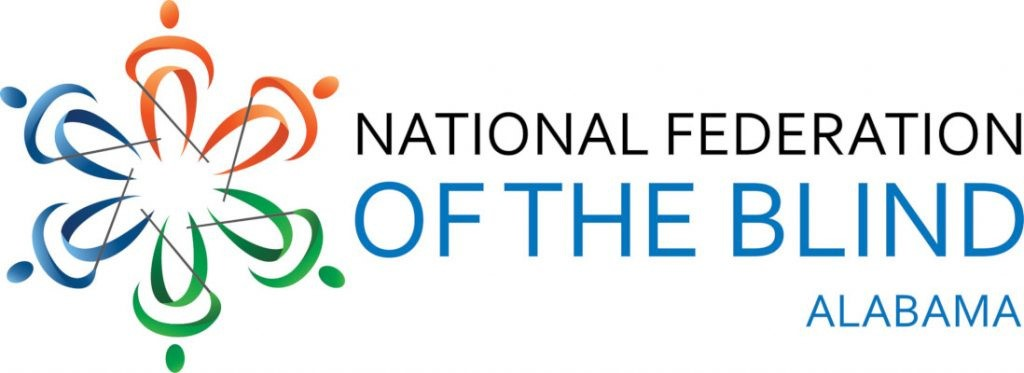 NATIONAL FEDERATION
OF THE BLIND
ALABAMA